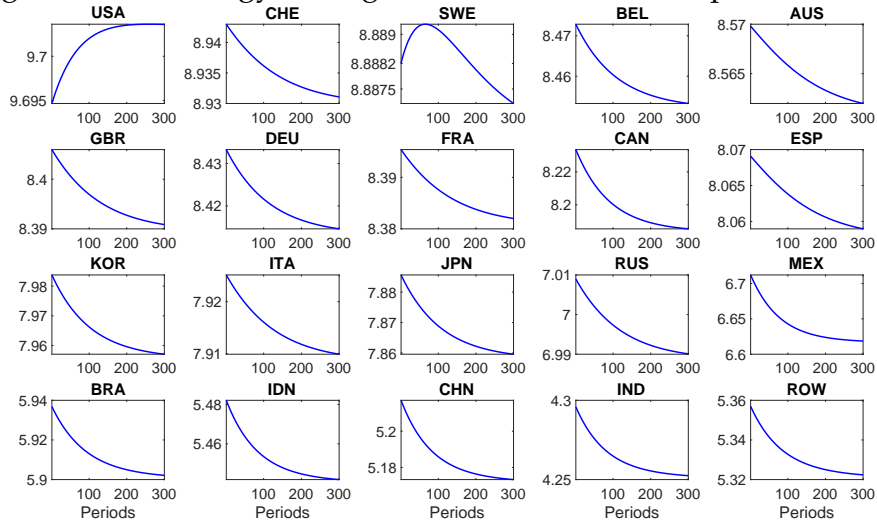 USA CHE SWE BEL AUS
9.7 9.695 100 200 300
8.94 8.935 8.93 100 200 300
8.889 8.8882 8.8875 100 200 300
8.47 8.46 100 200 300
8.57 8.565 100 200 300
GBR DEU FRA CAN ESP
8.4 8.39 100 200 300
8.43 8.42 100 200 300
8.39 8.38 100 200 300
8.22 8.2 100 200 300
8.07 8.065 8.06 100 200 300
KOR ITA JPN RUS MEX
7.98 7.97 7.96 100 200 300
7.92 7.91 100 200 300
7.88 7.87 7.86 100 200 300
7.01 7 6.99 100 200 300
6.7 6.65 6.6 100 200 300
BRA IDN CHN IND ROW
5.94 5.92 5.9 100 200 300
5.48 5.46 100 200 300
5.2 5.18 100 200 300
4.3 4.25 100 200 300
5.36 5.34 5.32 100 200 300
Periods Periods Periods Periods Periods